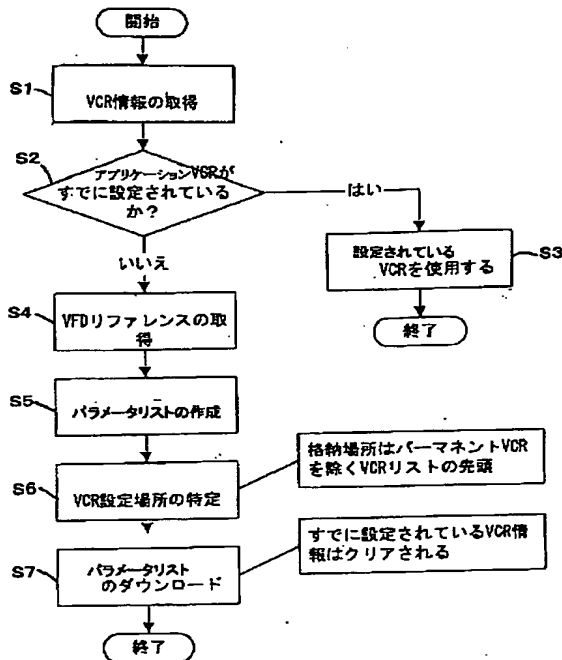 開始
S1
VCR情報の取得
S2
アプリケーションVCRが
すでに設定されている
か？
はい
いいえ
設定されている
VCRを使用する
S3
終了
S4
VFDリファレンスの取
得
S5
パラメータリストの作成
S6
VCR設定場所の特定
格納場所はパーマネントVCR
を除くVCRリストの先頭
S7
パラメータリスト
のダウンロード
すでに設定されているVCR情
報はクリアされる
終了